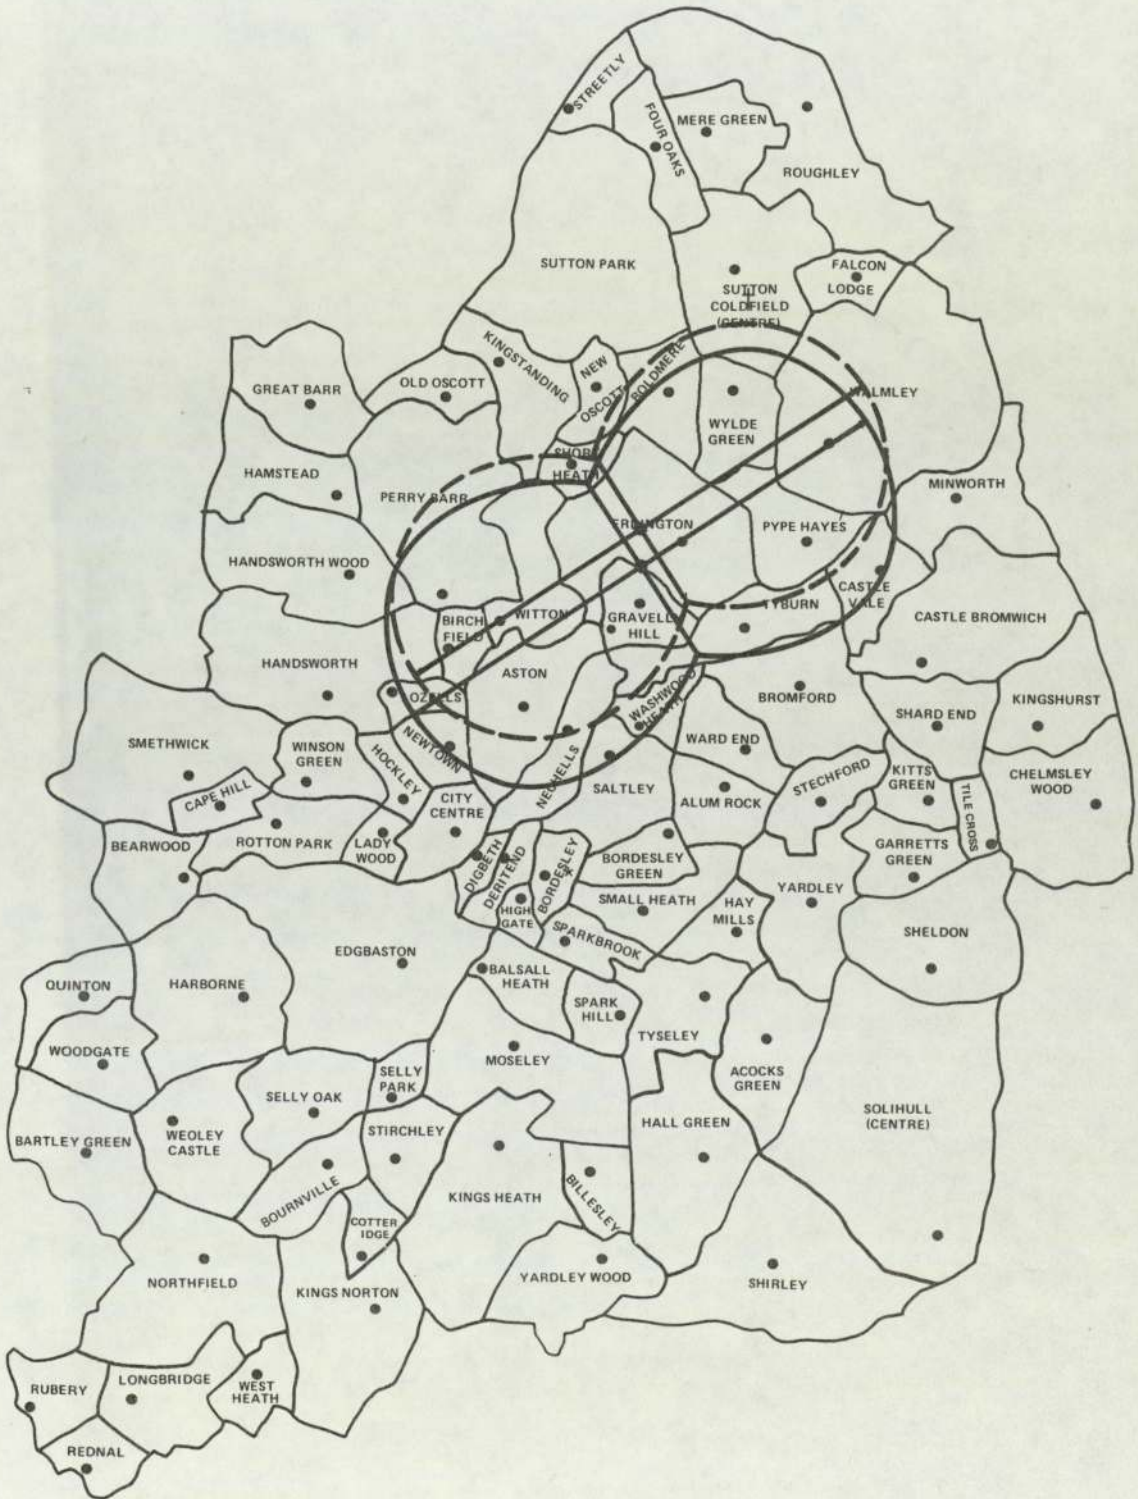 STREETLY
FOUR OAKS
MERE GREEN
ROUGHLEY
SUTTON PARK
SUTTON
COLDFIELD
(CENTRE)
FALCON
LODGE
KINGSTANDING
NEW
OSCOTT
BOLDMERE
OLD OSCOTT
GREAT BARR
WALMLEY
WYLDE
GREEN
SHORT
HEATH
HAMSTEAD
PERRY BARR
MINWORTH
ERDINGTON
PYPE HAYES
HANDSWORTH WOOD
CASTLE
VALE
TYBURN
WITTON
GRAVELLY
HILL
BIRCH
FIELD
CASTLE BROMWICH
HANDSWORTH
ASTON
OZELLS
WASHWOOD
HEATH
BROMFORD
KINGSHURST
SHARD END
SMETHWICK
WINSON
GREEN
HOCKLEY
NEWTOWN
NECHELLS
WARD END
STECHFORD
KITTS
GREEN
CHELMSLEY
WOOD
TILE CROSS
CAPE HILL
CITY
CENTRE
SALTLEY
ALUM ROCK
BEARWOOD
ROTTON PARK
LADY
WOOD
DIGBETH
DERITEND
BORDESLEY
BORDESLEY
GREEN
GARRETTS
GREEN
YARDLEY
HIGH
GATE
SMALL HEATH
HAY
MILLS
SPARKBROOK
SHELDON
EDGBASTON
BALSALL
HEATH
QUINTON
HARBORNE
SPARK
HILL
TYSELEY
WOODGATE
MOSELEY
SELLY
PARK
ACOCKS
GREEN
SELLY OAK
SOLIHULL
(CENTRE)
HALL GREEN
BARTLEY GREEN
WEOLEY
CASTLE
STIRCHLEY
BOURNVILLE
KINGS HEATH
BILLESLEY
COTTER
IDGE
NORTHFIELD
KINGS NORTON
YARDLEY WOOD
SHIRLEY
RUBERY
LONGBRIDGE
WEST
HEATH
REDNAL